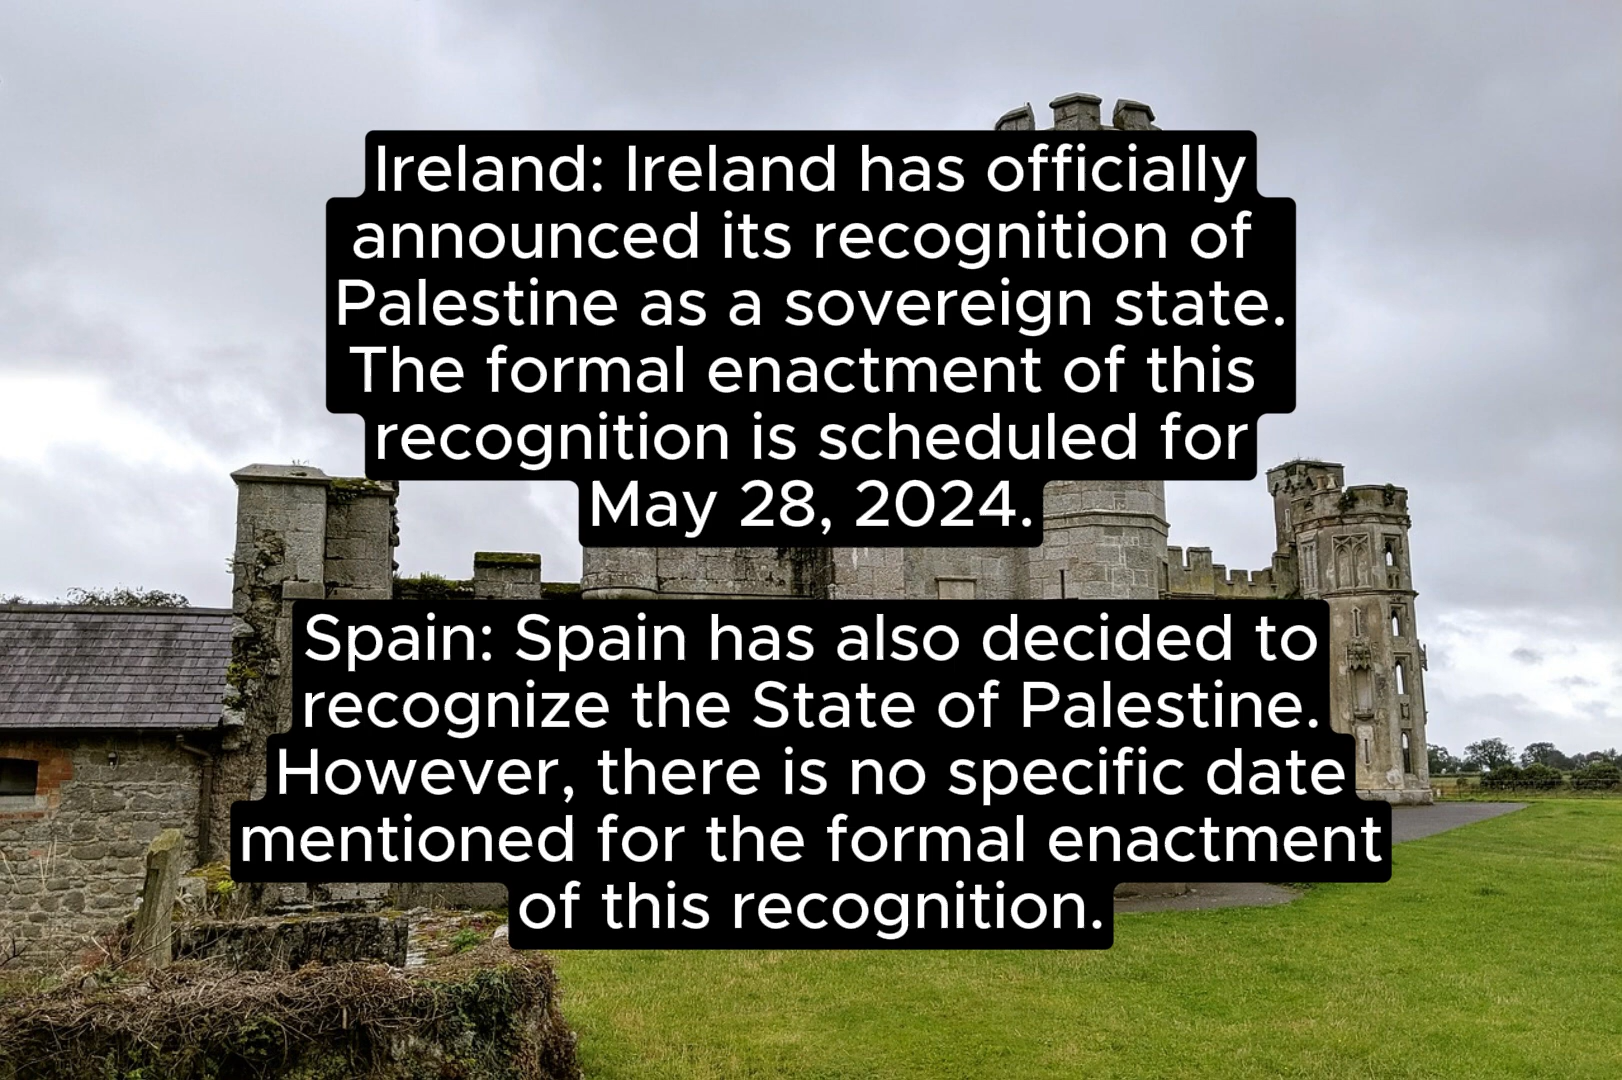 Ireland: Ireland has officially
announced its recognition of
Palestine as a sovereign state.
The formal enactment of this
recognition is scheduled for
May 28, 2024.
Spain: Spain has also decided to
recognize the State of Palestine.
However, there is no specific date
mentioned for the formal enactment
of this recognition.